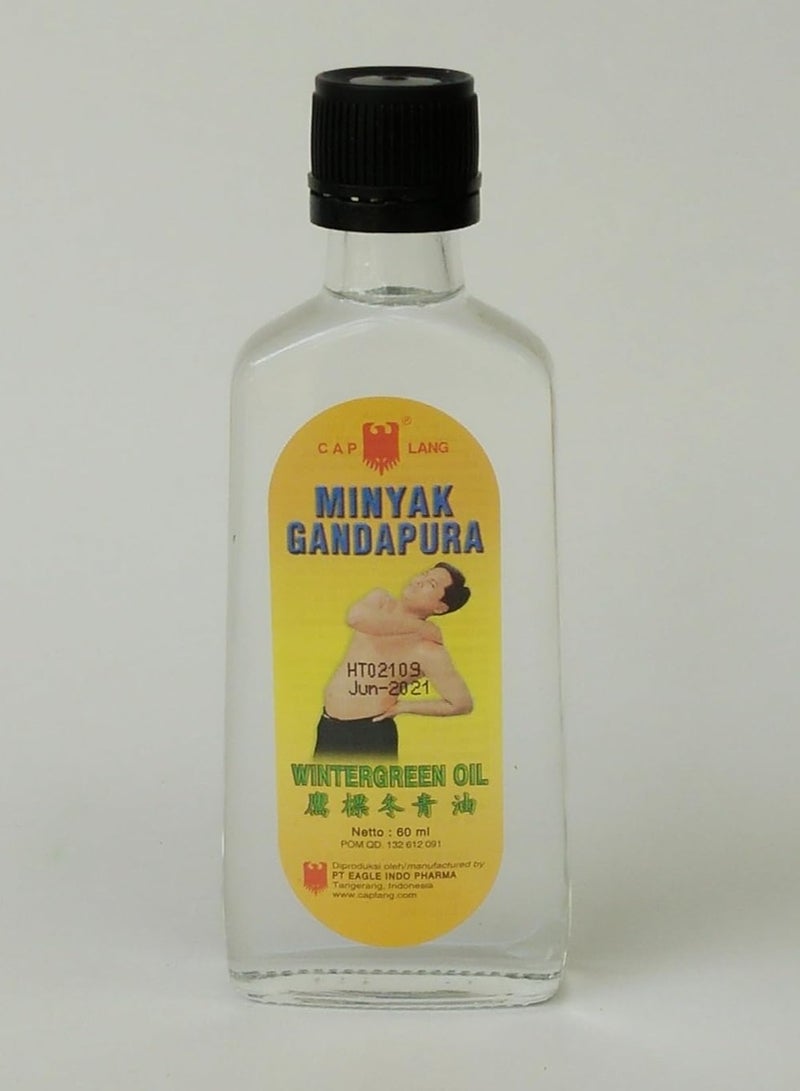 CAP LANG ®
MINYAK
GANDAPURA
HT02109
Jun-2021
WINTERGREEN OIL
鷹標冬青油
Netto : 60 ml
POM QD. 132 612 091
Diproduksi oleh/manufactured by
PT EAGLE INDO PHARMA
Tangerang, Indonesia
www.caplang.com